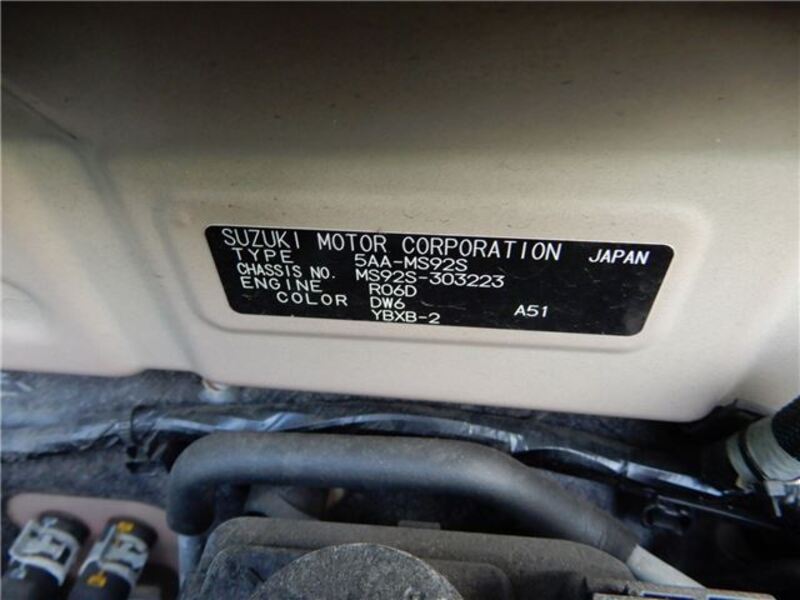 SUZUKI MOTOR CORPORATION JAPAN
TYPE 5AA-MS92S
CHASSIS NO. MS92S-303223
ENGINE R06D
COLOR DW6 A51
YBXB-2